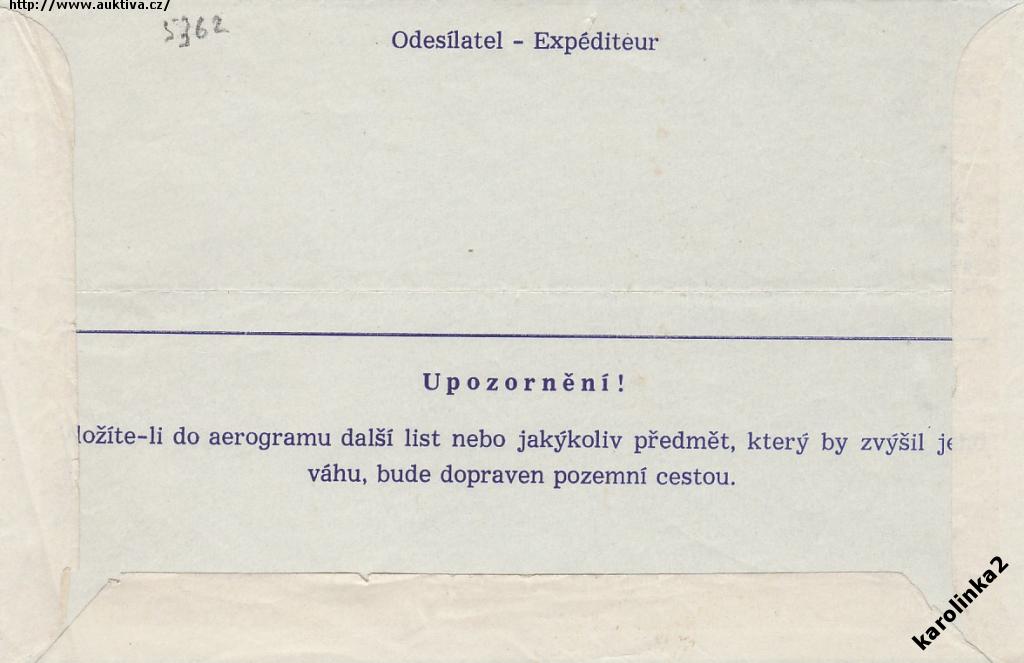 http://www.auktiva.cz/
5362
Odesílatel - Expéditeur
Upozornění!
ložíte-li do aerogramu další list nebo jakýkoliv předmět, který by zvýšil je
váhu, bude dopraven pozemní cestou.
karolinka2